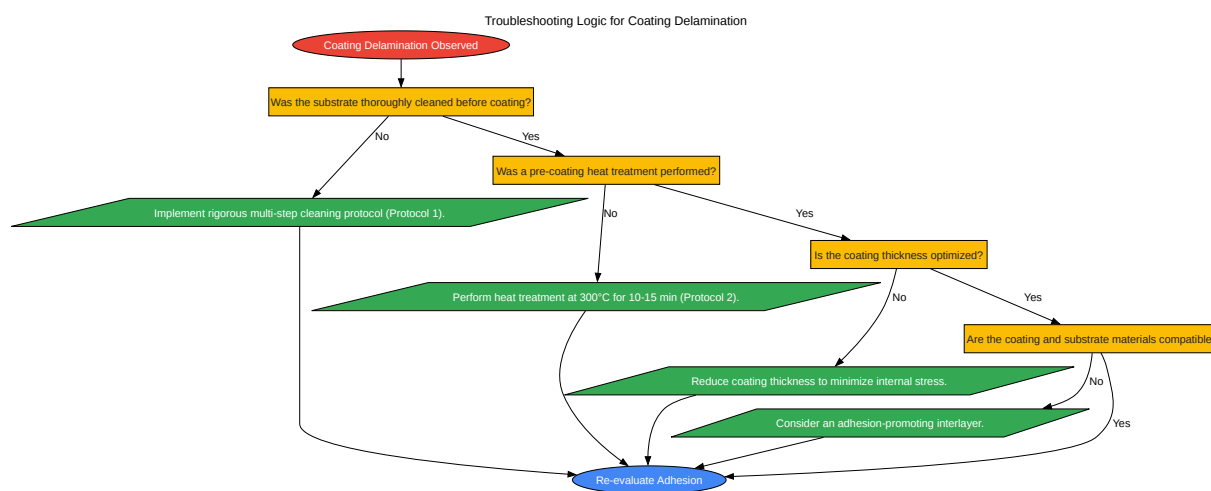 Troubleshooting Logic for Coating Delamination
Coating Delamination Observed
Was the substrate thoroughly cleaned before coating?
No
Yes
Was a pre-coating heat treatment performed?
Implement rigorous multi-step cleaning protocol (Protocol 1).
No
Yes
Is the coating thickness optimized?
Perform heat treatment at 300°C for 10-15 min (Protocol 2).
No
Yes
Are the coating and substrate materials compatible
Reduce coating thickness to minimize internal stress.
No
Consider an adhesion-promoting interlayer.
Yes
Re-evaluate Adhesion